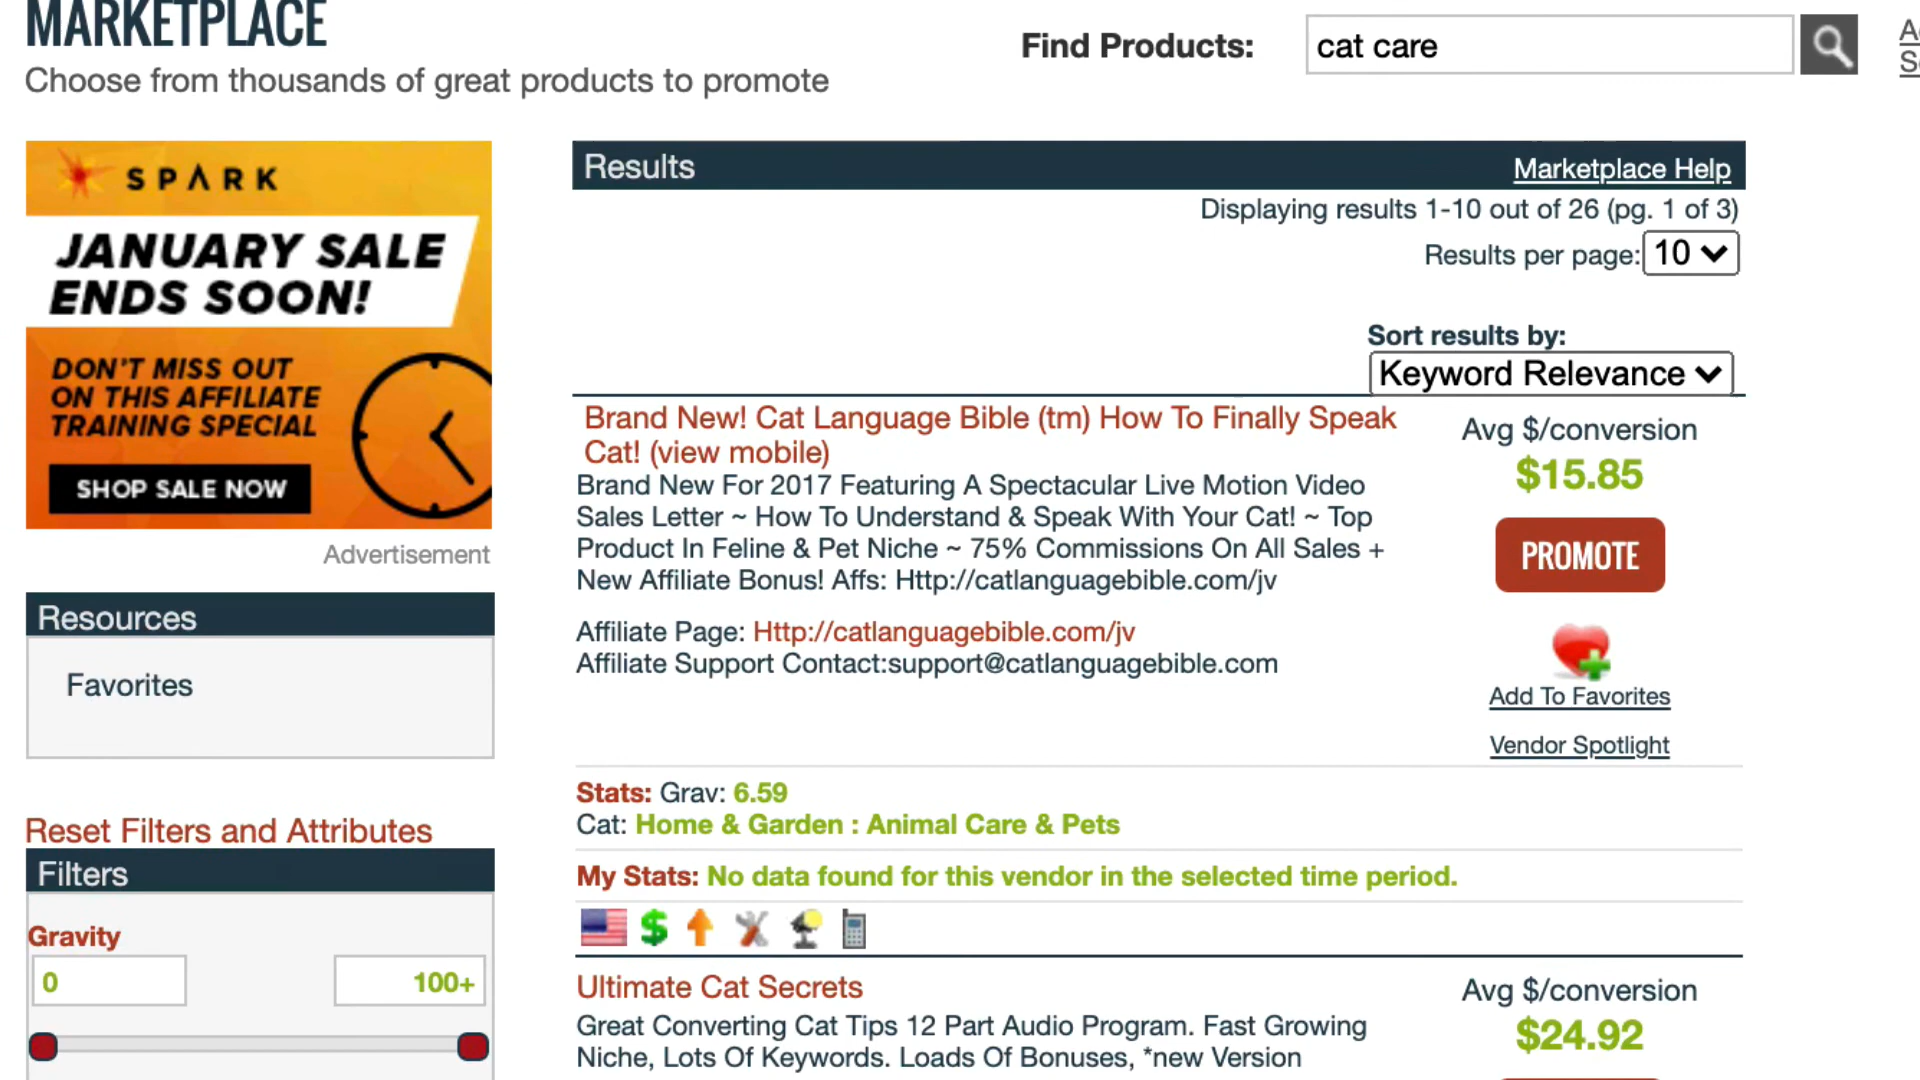 MARKETPLACE
Choose from thousands of great products to promote
Find Products:
cat care
SPARK
JANUARY SALE
ENDS SOON!
DON'T MISS OUT
ON THIS AFFILIATE
TRAINING SPECIAL
SHOP SALE NOW
Advertisement
Resources
Favorites
Reset Filters and Attributes
Filters
Gravity
0
100+
Results
Marketplace Help
Displaying results 1-10 out of 26 (pg. 1 of 3)
Results per page: 10
Sort results by:
Keyword Relevance
Brand New! Cat Language Bible (tm) How To Finally Speak
Cat! (view mobile)
Brand New For 2017 Featuring A Spectacular Live Motion Video
Sales Letter ~ How To Understand & Speak With Your Cat! ~ Top
Product In Feline & Pet Niche ~ 75% Commissions On All Sales +
New Affiliate Bonus! Affs: Http://catlanguagebible.com/jv
Affiliate Page: Http://catlanguagebible.com/jv
Affiliate Support Contact:support@catlanguagebible.com
Avg $/conversion
$15.85
PROMOTE
Add To Favorites
Vendor Spotlight
Stats: Grav: 6.59
Cat: Home & Garden : Animal Care & Pets
My Stats: No data found for this vendor in the selected time period.
Ultimate Cat Secrets
Great Converting Cat Tips 12 Part Audio Program. Fast Growing
Niche, Lots Of Keywords. Loads Of Bonuses, *new Version
Avg $/conversion
$24.92